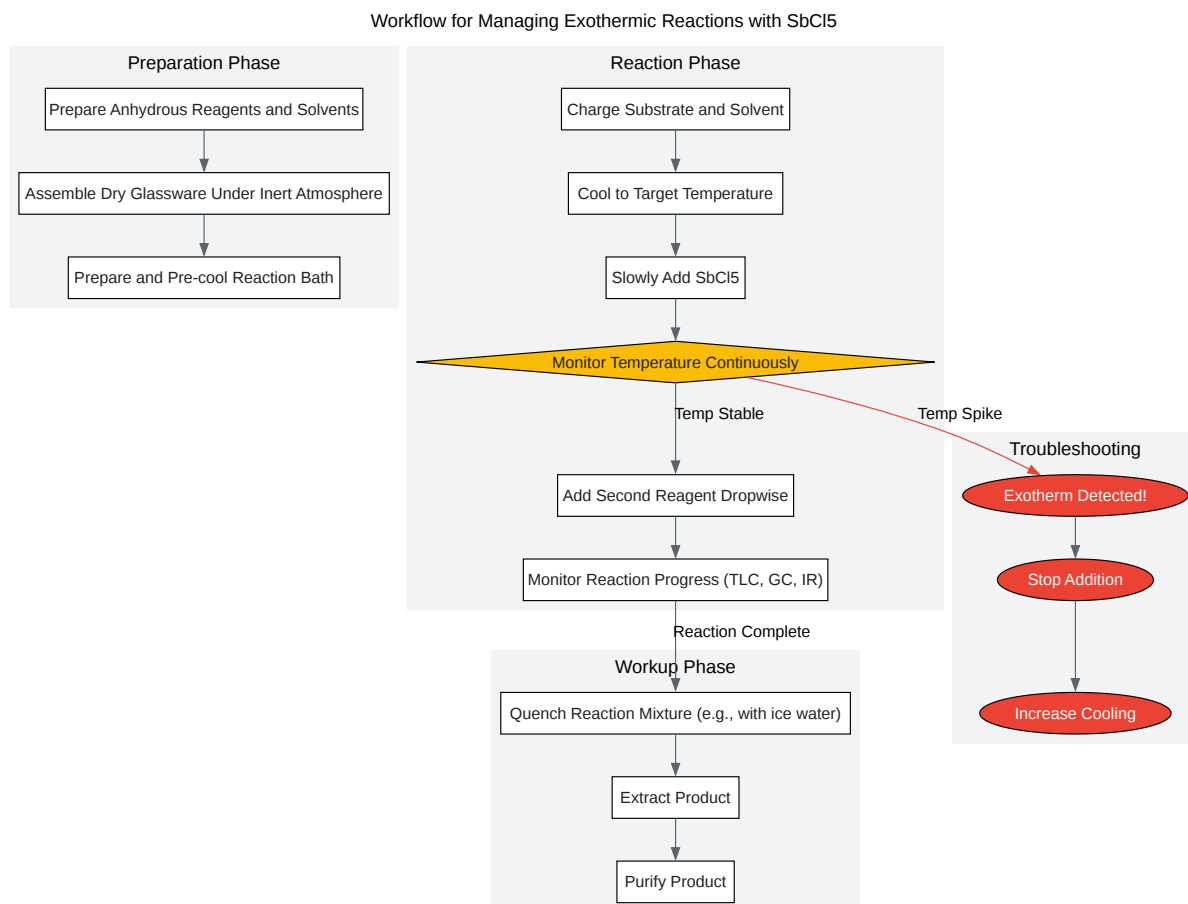 Workflow for Managing Exothermic Reactions with SbCl5
Preparation Phase
Prepare Anhydrous Reagents and Solvents
Assemble Dry Glassware Under Inert Atmosphere
Prepare and Pre-cool Reaction Bath
Reaction Phase
Charge Substrate and Solvent
Cool to Target Temperature
Slowly Add SbCl5
Monitor Temperature Continuously
Temp Stable
Temp Spike
Add Second Reagent Dropwise
Monitor Reaction Progress (TLC, GC, IR)
Reaction Complete
Troubleshooting
Exotherm Detected!
Stop Addition
Increase Cooling
Workup Phase
Quench Reaction Mixture (e.g., with ice water)
Extract Product
Purify Product